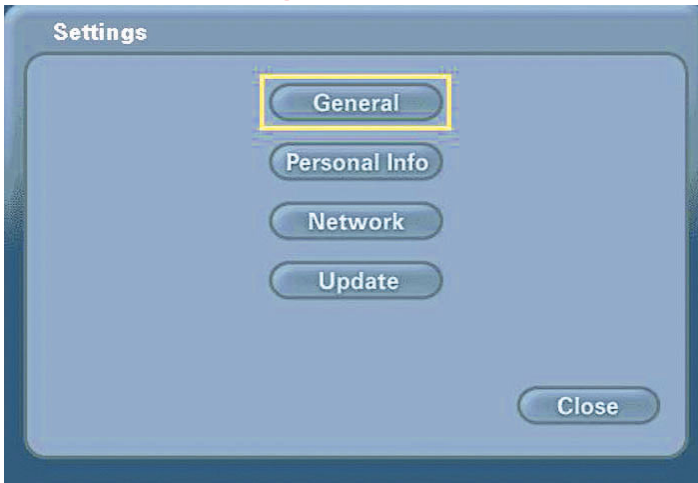 Settings
General
Personal Info
Network
Update
Close